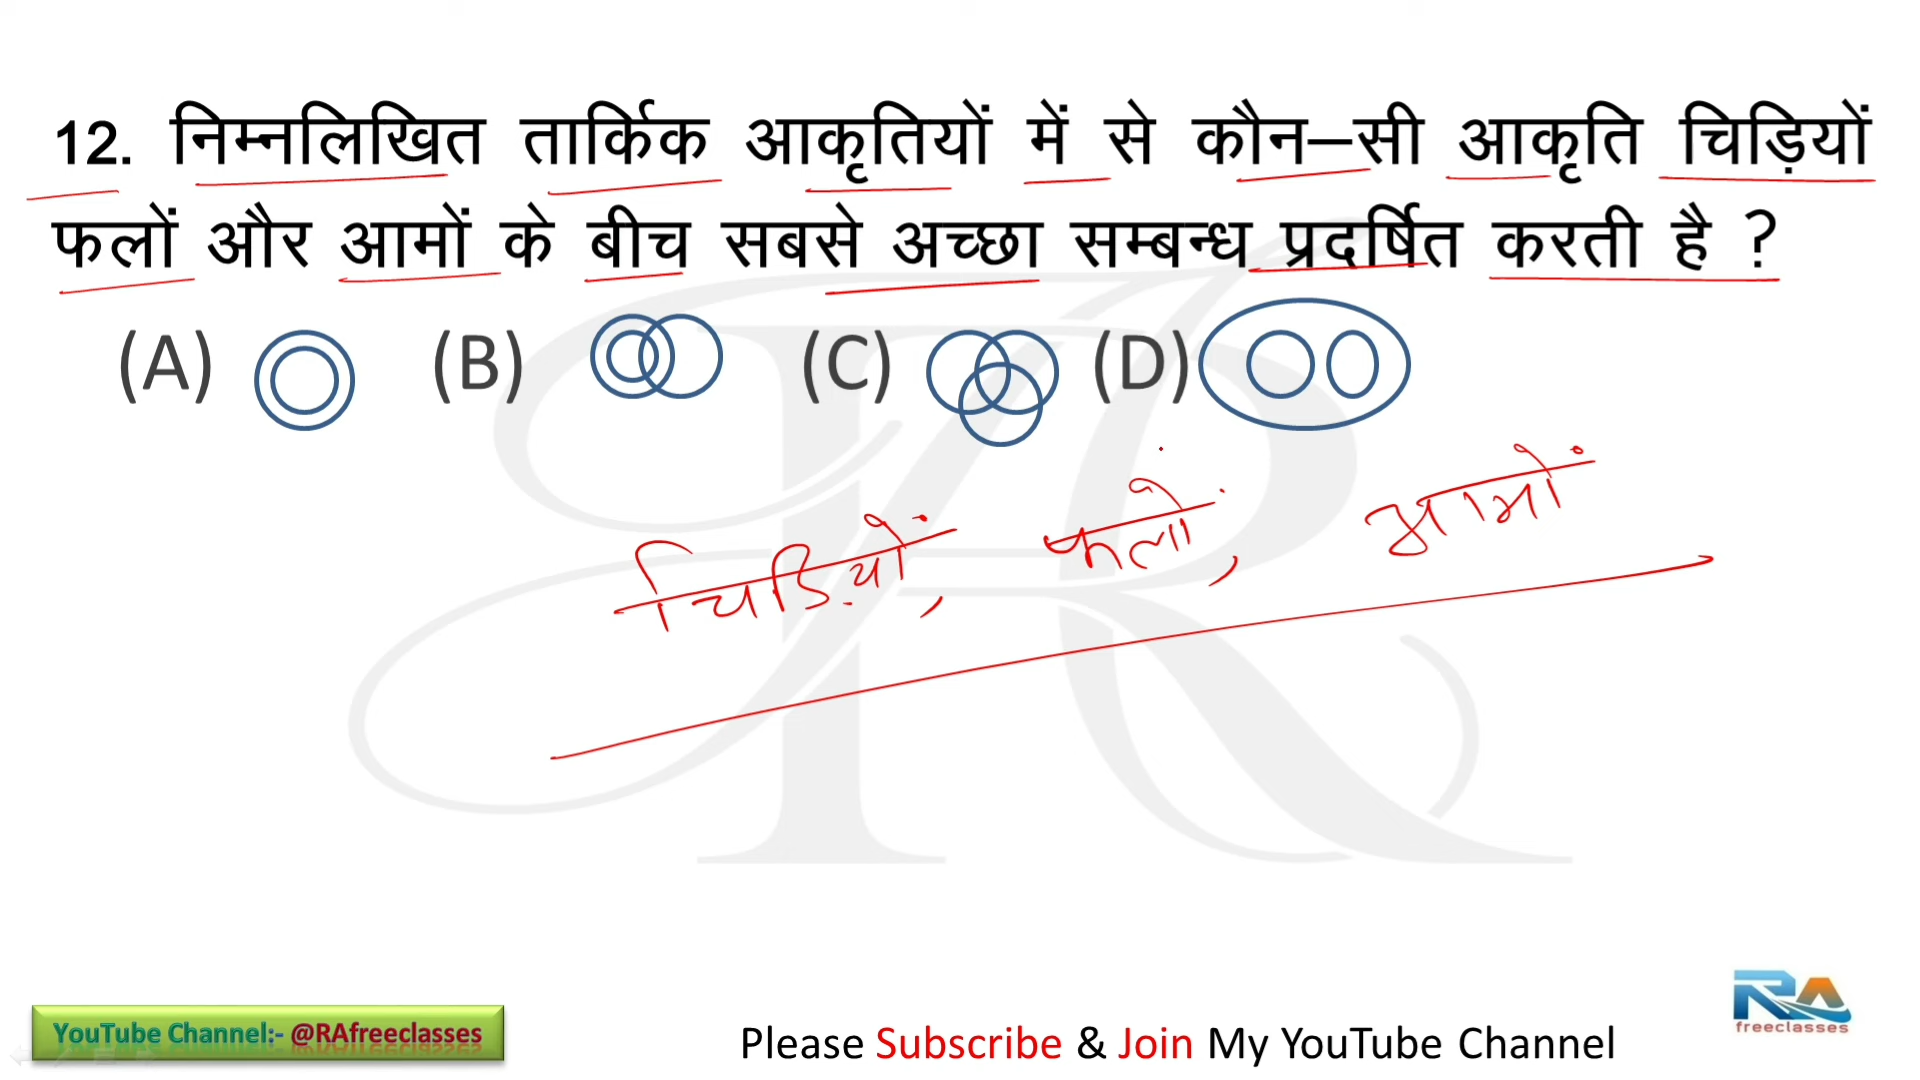 12. निम्नलिखित तार्किक आकृतियों में से कौन–सी आकृति चिड़ियों
फलों और आमों के बीच सबसे अच्छा सम्बन्ध प्रदर्षित करती है ?
(A) (B) (C) (D)
चिड़ियों, फलों, आमों
YouTube Channel:- @RAfreeclasses
Please Subscribe & Join My YouTube Channel
RA
freeclasses